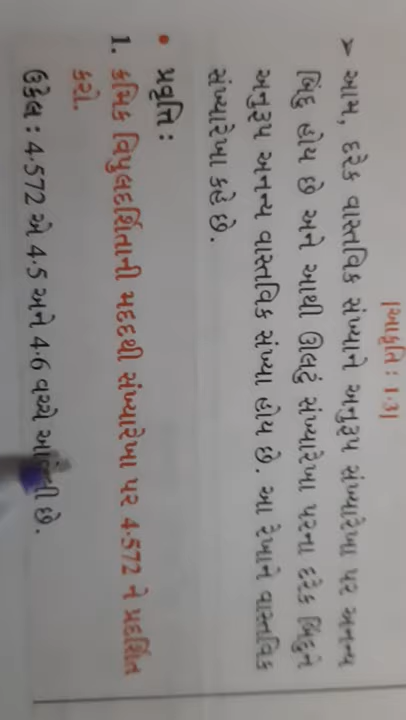 [આકૃતિ : 1.3]
➢ આમ, દરેક વાસ્તવિક સંખ્યાને અનુરૂપ સંખ્યારેખા પર અનન્ય
બિંદુ હોય છે અને આથી ઊલટું સંખ્યારેખા પરના દરેક બિંદુને
અનુરૂપ અનન્ય વાસ્તવિક સંખ્યા હોય છે. આ રેખાને વાસ્તવિક
સંખ્યારેખા કહે છે.
• પ્રવૃત્તિ :
1. ક્રમિક વિપુલદર્શિતાની મદદથી સંખ્યારેખા પર 4.572 ને પ્રદર્શિત
કરો.
ઉકેલ : 4.572 એ 4.5 અને 4.6 વચ્ચે આવેલી છે.